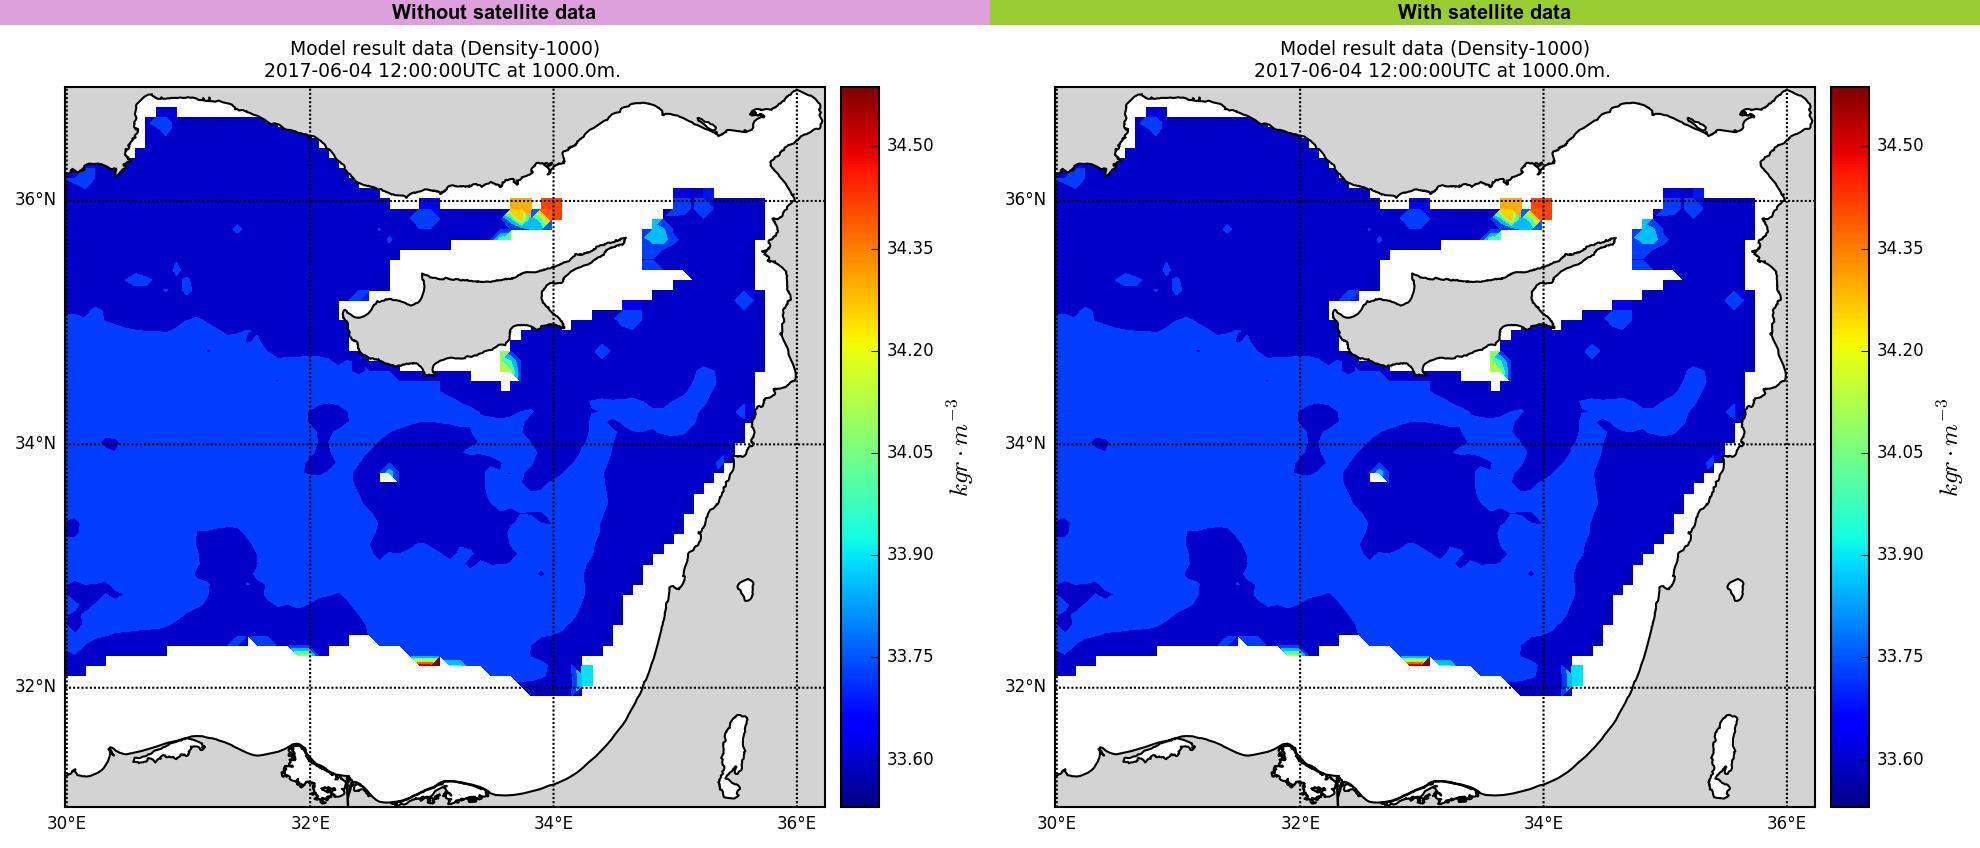 Without satellite data
Model result data (Density-1000)
2017-06-04 12:00:00UTC at 1000.0m.
36°N
34°N
32°N
30°E
32°E
34°E
36°E
34.50
34.35
34.20
34.05
33.90
33.75
33.60
kgr · m⁻³
With satellite data
Model result data (Density-1000)
2017-06-04 12:00:00UTC at 1000.0m.
36°N
34°N
32°N
30°E
32°E
34°E
36°E
34.50
34.35
34.20
34.05
33.90
33.75
33.60
kgr · m⁻³